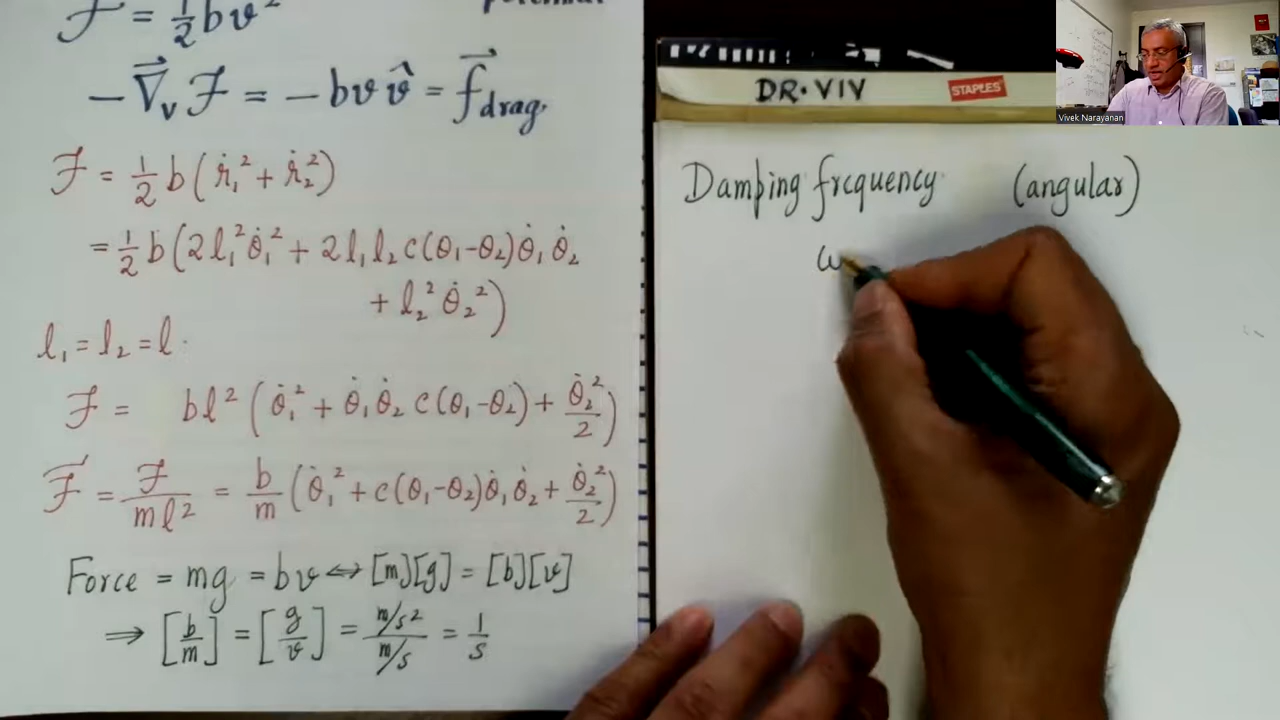 ℱ = ½ b v²
−∇⃗ᵥ ℱ = − b v v̂ = f⃗drag.
ℱ = ½ b (ṙ₁² + ṙ₂²)
= ½ b (2 l₁² θ̇₁² + 2 l₁ l₂ c(θ₁−θ₂) θ̇₁ θ̇₂
+ l₂² θ̇₂²)
l₁ = l₂ = l.
ℱ = b l² (θ̇₁² + θ̇₁ θ̇₂ c(θ₁−θ₂) + θ̇₂²/2)
ℱ̄ = ℱ/ml² = b/m (θ̇₁² + c(θ₁−θ₂) θ̇₁ θ̇₂ + θ̇₂²/2)
Force = mg = bv ⟺ [m][g] = [b][v]
⟹ [b/m] = [g/v] = m/s² / m/s = 1/s
DR. VIV
STAPLES
Damping frequency (angular)
ω
Vivek Narayanan